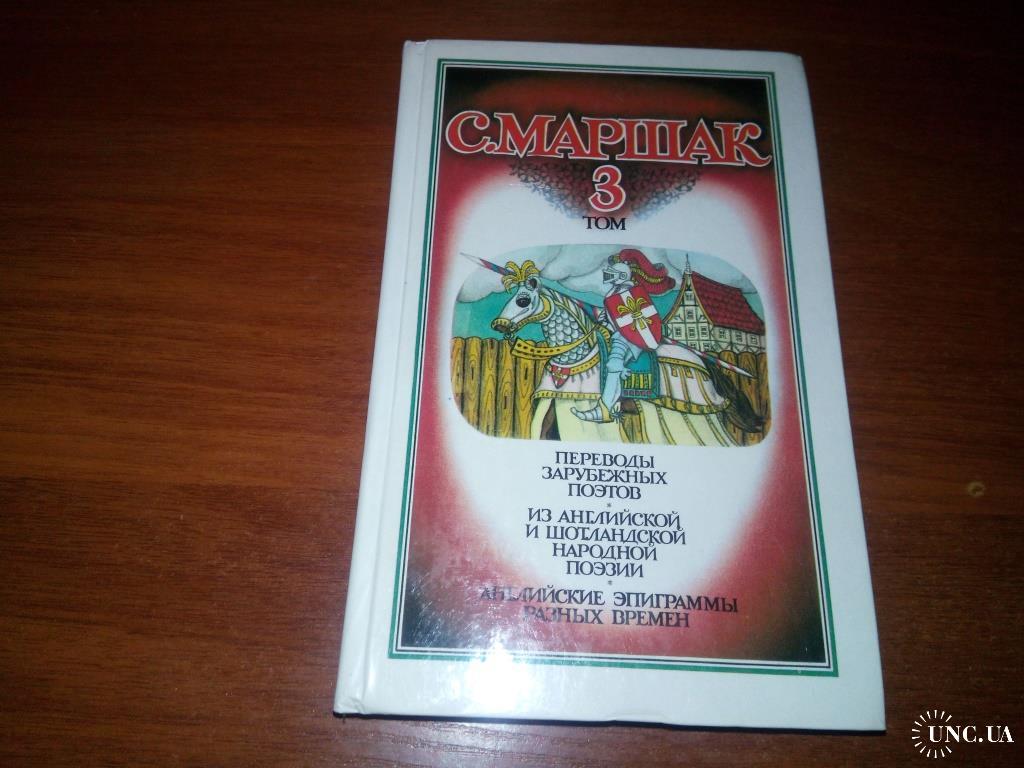 С.МАРШАК
3
ТОМ
ПЕРЕВОДЫ
ЗАРУБЕЖНЫХ
ПОЭТОВ
*
ИЗ АНГЛИЙСКОЙ
И ШОТЛАНДСКОЙ
НАРОДНОЙ
ПОЭЗИИ
*
АНГЛИЙСКИЕ ЭПИГРАММЫ
РАЗНЫХ ВРЕМЕН
UNC.UA